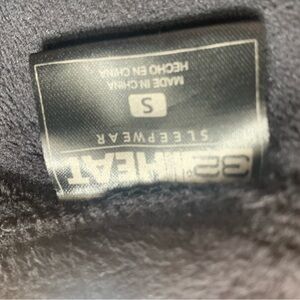 32° HEAT
SLEEPWEAR
S
MADE IN CHINA
HECHO EN CHINA